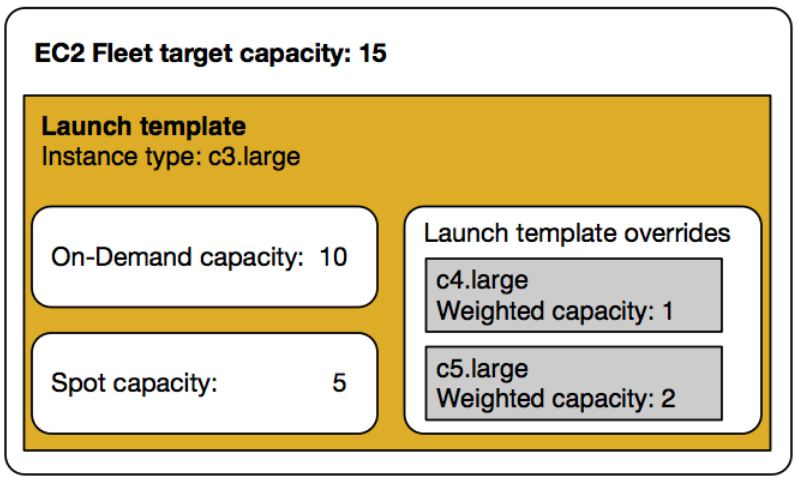 EC2 Fleet target capacity: 15
Launch template
Instance type: c3.large
On-Demand capacity: 10
Spot capacity: 5
Launch template overrides
c4.large
Weighted capacity: 1
c5.large
Weighted capacity: 2